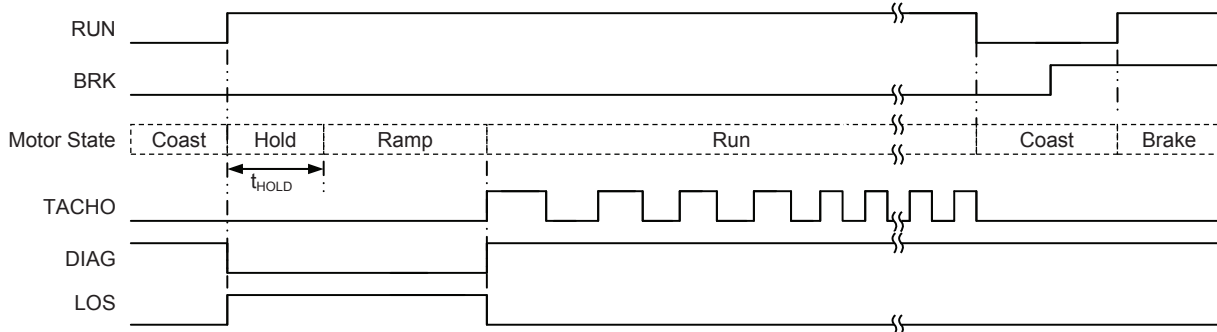 RUN
BRK
Motor State Coast Hold Ramp Run Coast Brake
tHOLD
TACHO
DIAG
LOS